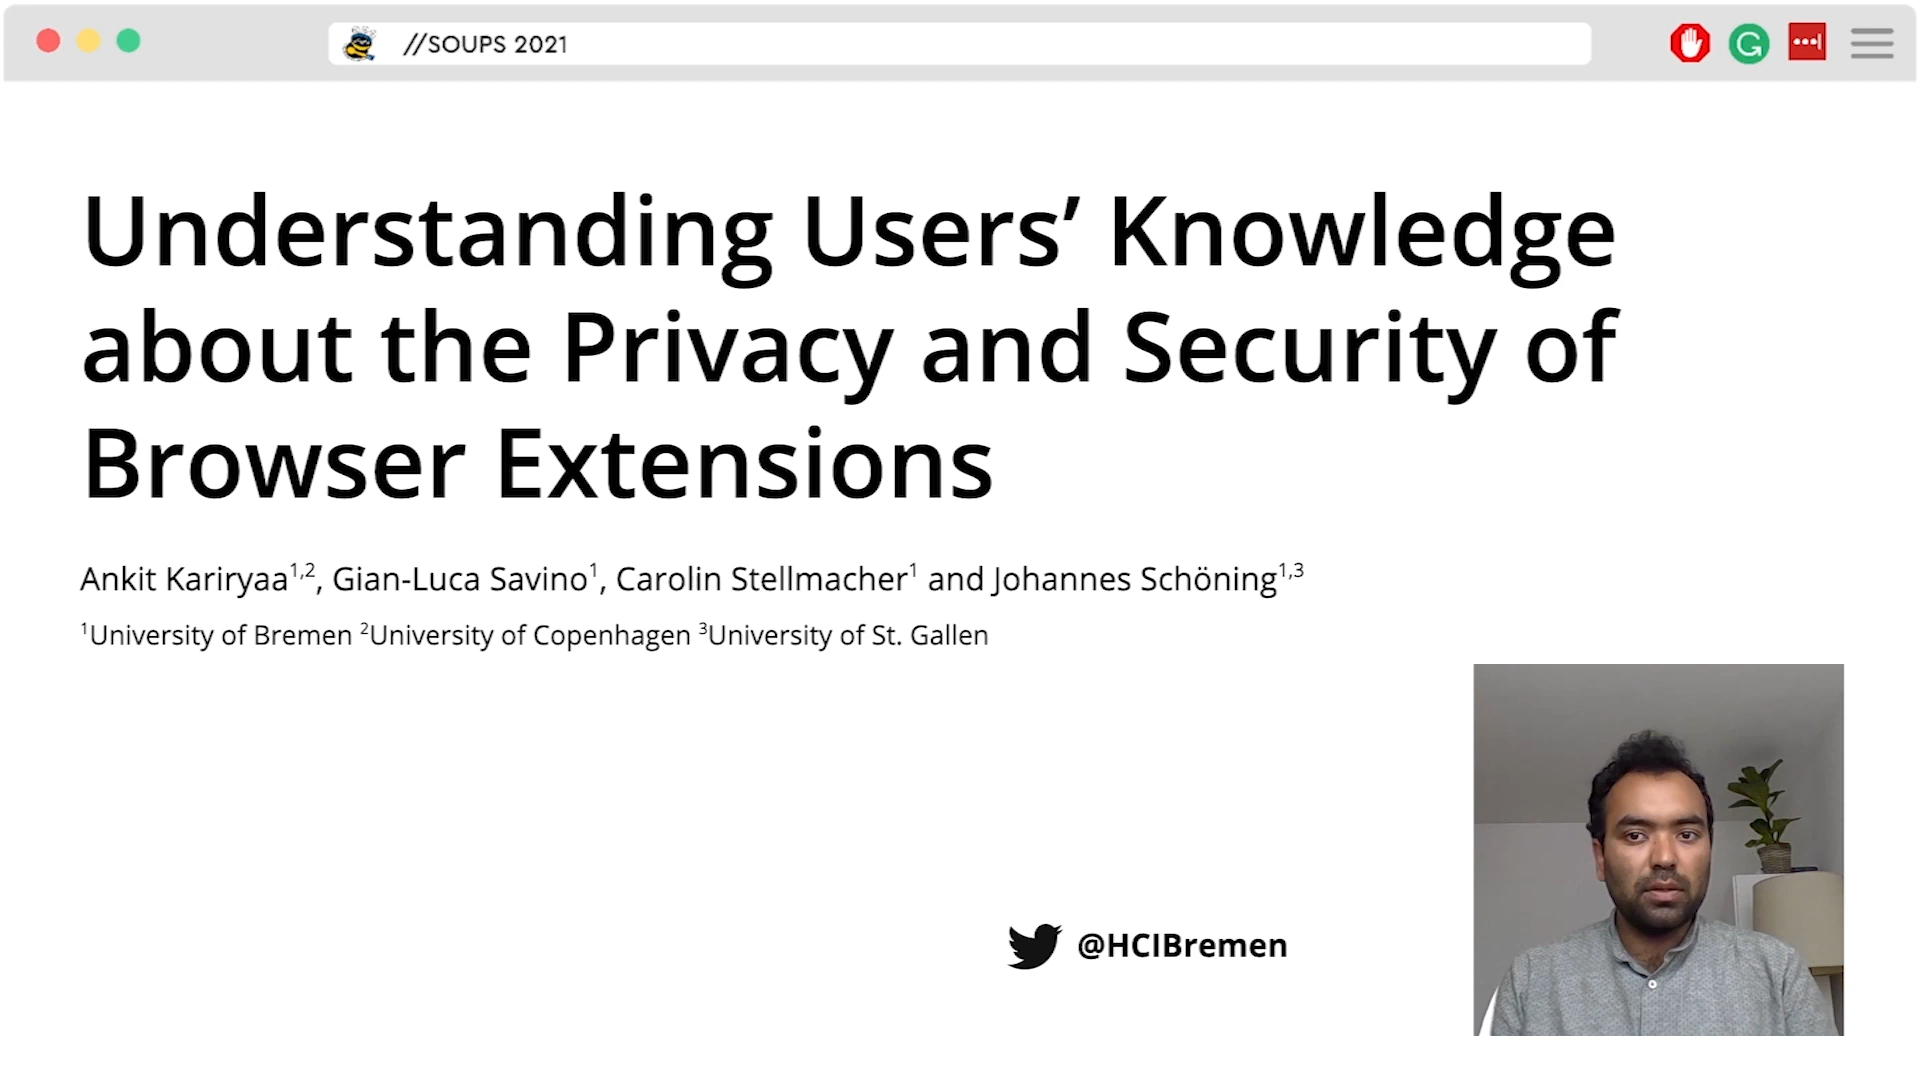 //SOUPS 2021
Understanding Users’ Knowledge
about the Privacy and Security of
Browser Extensions
Ankit Kariryaa1,2, Gian-Luca Savino1, Carolin Stellmacher1 and Johannes Schöning1,3
1University of Bremen 2University of Copenhagen 3University of St. Gallen
@HCIBremen